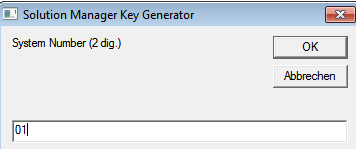 Solution Manager Key Generator
System Number (2 dig.)
OK
Abbrechen
01